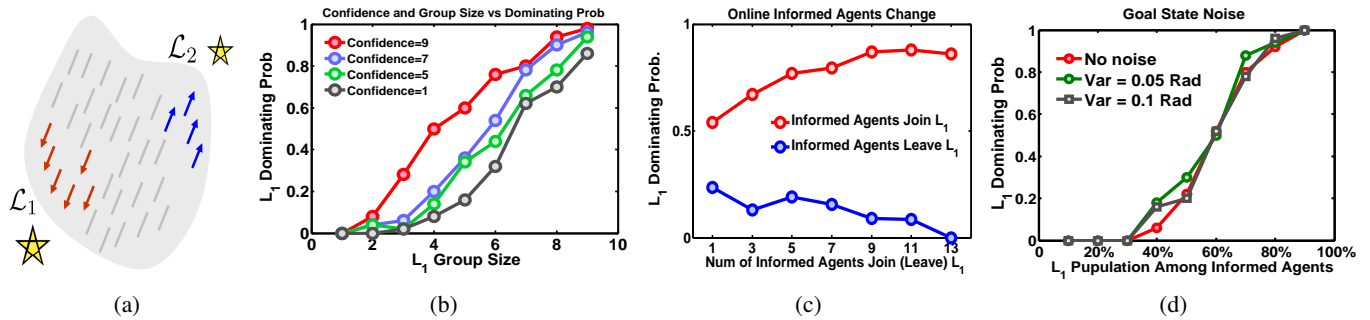 L₁
L₂
(a)
Confidence and Group Size vs Dominating Prob
L₁ Dominating Prob
1
0.8
0.6
0.4
0.2
0
Confidence=9
Confidence=7
Confidence=5
Confidence=1
0 2 4 6 8 10
L₁ Group Size
(b)
Online Informed Agents Change
L₁ Dominating Prob.
1
0.5
0
Informed Agents Join L₁
Informed Agents Leave L₁
1 3 5 7 9 11 13
Num of Informed Agents Join (Leave) L₁
(c)
Goal State Noise
L₁ Dominating Prob
1
0.8
0.6
0.4
0.2
0
No noise
Var = 0.05 Rad
Var = 0.1 Rad
0 20% 40% 60% 80% 100%
L₁ Pupulation Among Informed Agents
(d)